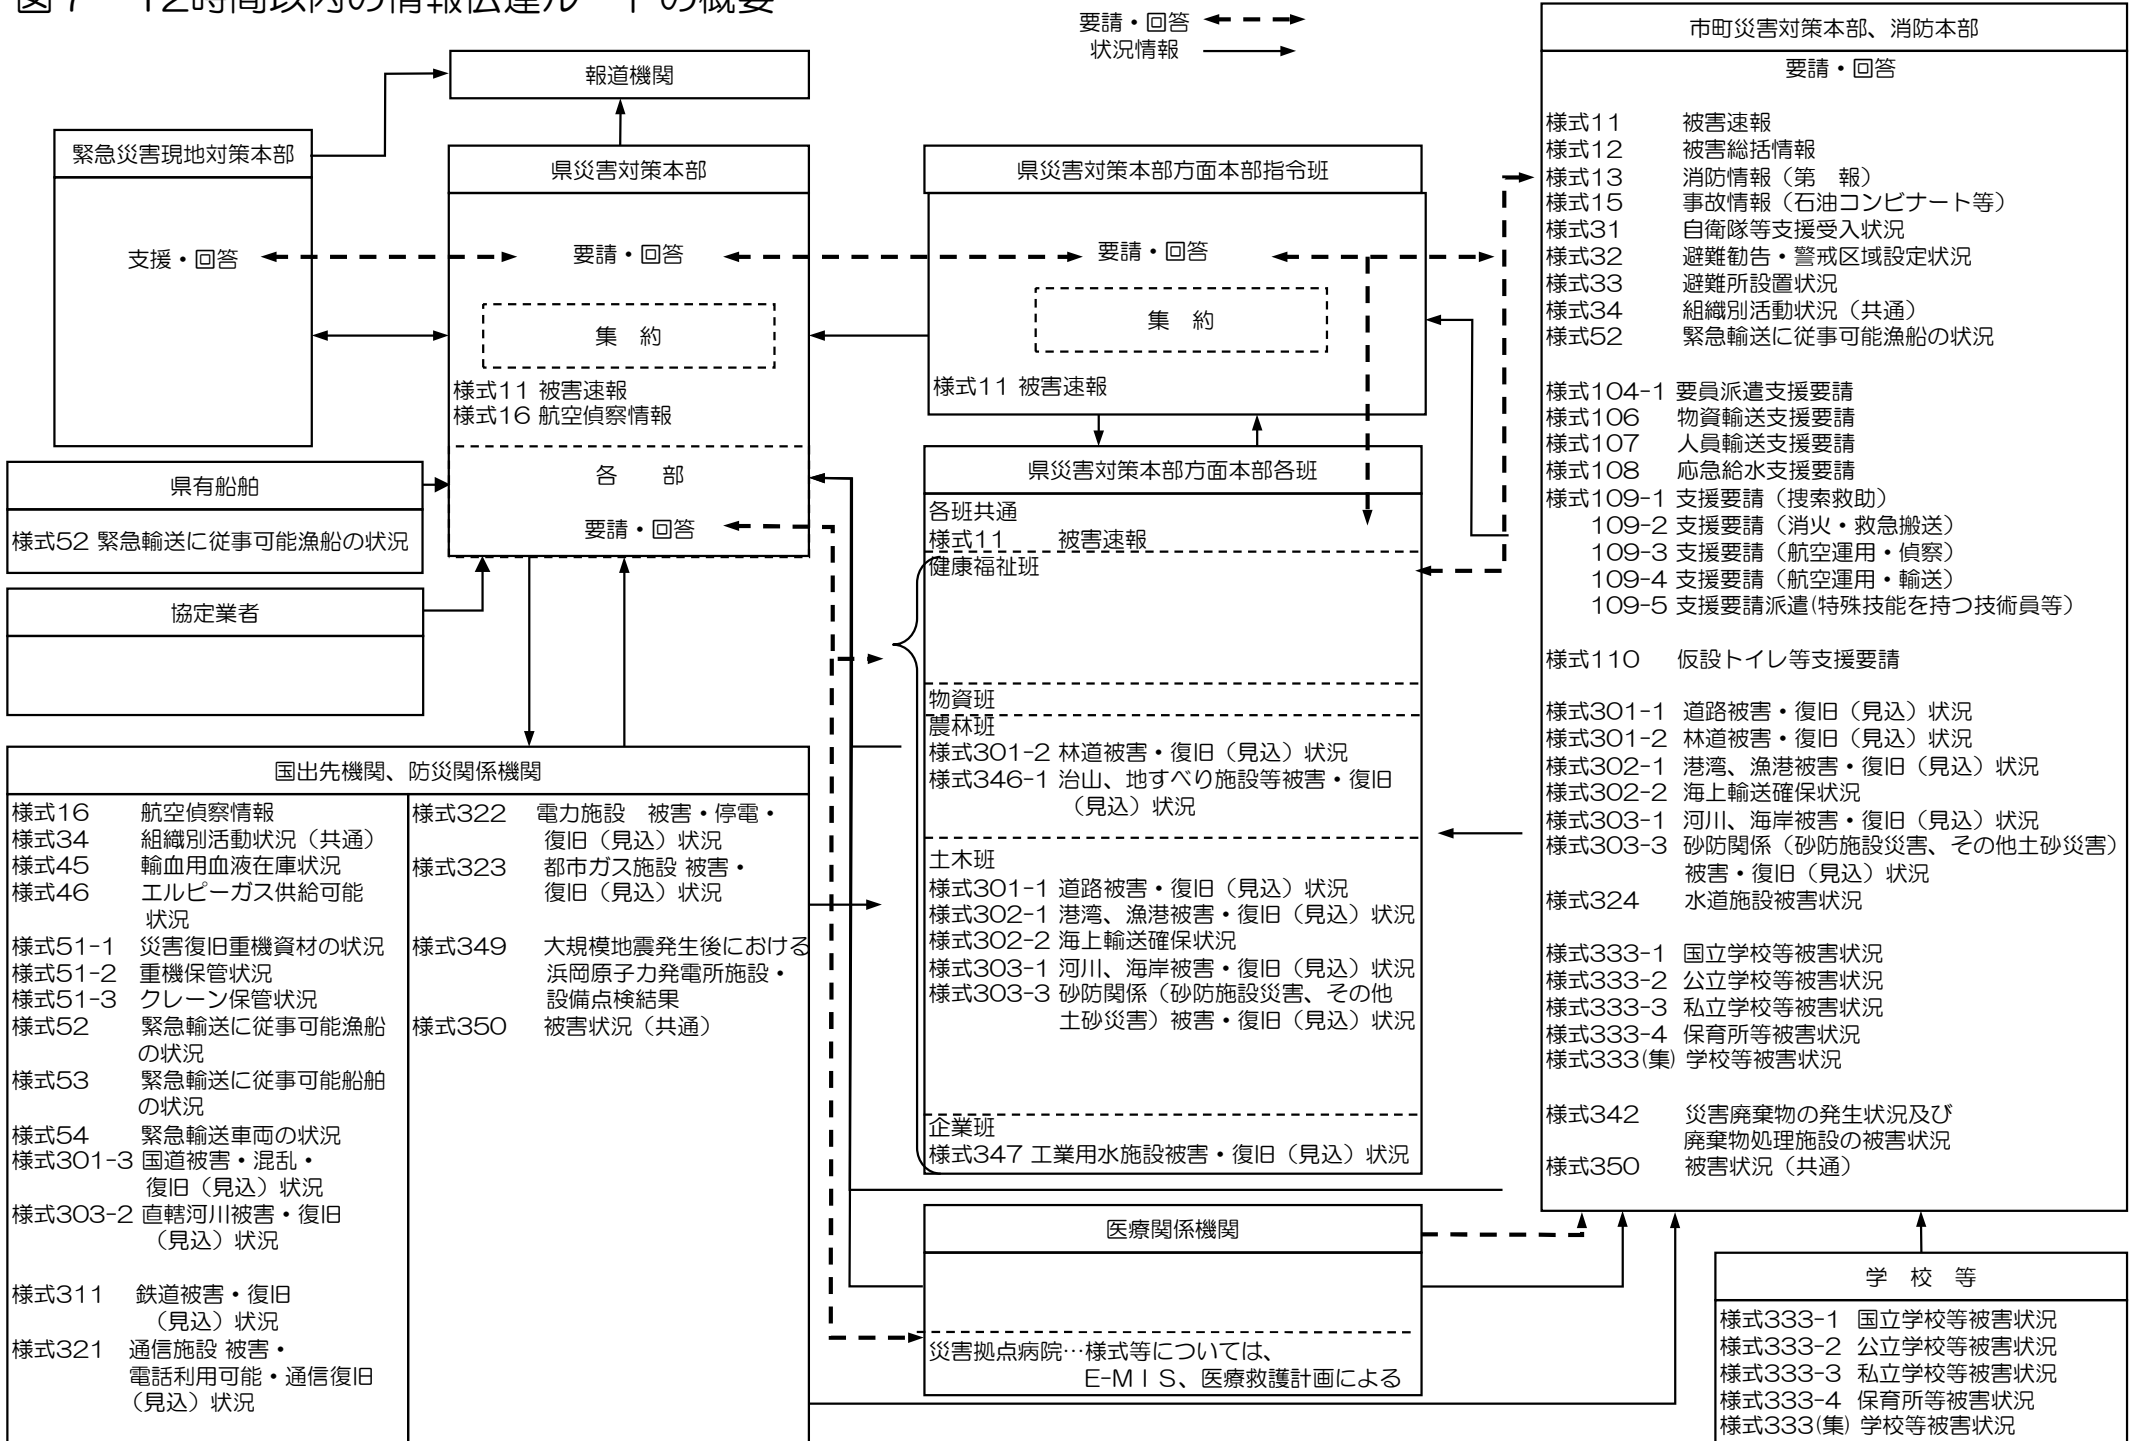 図7　12時間以内の情報伝達ルートの概要
要請・回答
状況情報
報道機関
緊急災害現地対策本部
支援・回答
県災害対策本部
要請・回答
集　約
様式11 被害速報
様式16 航空偵察情報
各　部
要請・回答
県有船舶
様式52 緊急輸送に従事可能漁船の状況
協定業者
県災害対策本部方面本部指令班
要請・回答
集　約
様式11 被害速報
県災害対策本部方面本部各班
各班共通
様式11　被害速報
健康福祉班
物資班
農林班
様式301-2 林道被害・復旧（見込）状況
様式346-1 治山、地すべり施設等被害・復旧
（見込）状況
土木班
様式301-1 道路被害・復旧（見込）状況
様式302-1 港湾、漁港被害・復旧（見込）状況
様式302-2 海上輸送確保状況
様式303-1 河川、海岸被害・復旧（見込）状況
様式303-3 砂防関係（砂防施設災害、その他
土砂災害）被害・復旧（見込）状況
企業班
様式347 工業用水施設被害・復旧（見込）状況
医療関係機関
災害拠点病院…様式等については、
E-MIS、医療救護計画による
国出先機関、防災関係機関
様式16　航空偵察情報
様式34　組織別活動状況（共通）
様式45　輸血用血液在庫状況
様式46　エルピーガス供給可能
状況
様式51-1　災害復旧重機資材の状況
様式51-2　重機保管状況
様式51-3　クレーン保管状況
様式52　緊急輸送に従事可能漁船
の状況
様式53　緊急輸送に従事可能船舶
の状況
様式54　緊急輸送車両の状況
様式301-3 国道被害・混乱・
復旧（見込）状況
様式303-2 直轄河川被害・復旧
（見込）状況
様式311　鉄道被害・復旧
（見込）状況
様式321　通信施設 被害・
電話利用可能・通信復旧
（見込）状況
様式322　電力施設　被害・停電・
復旧（見込）状況
様式323　都市ガス施設 被害・
復旧（見込）状況
様式349　大規模地震発生後における
浜岡原子力発電所施設・
設備点検結果
様式350　被害状況（共通）
市町災害対策本部、消防本部
要請・回答
様式11　被害速報
様式12　被害総括情報
様式13　消防情報（第　報）
様式15　事故情報（石油コンビナート等）
様式31　自衛隊等支援受入状況
様式32　避難勧告・警戒区域設定状況
様式33　避難所設置状況
様式34　組織別活動状況（共通）
様式52　緊急輸送に従事可能漁船の状況
様式104-1 要員派遣支援要請
様式106　物資輸送支援要請
様式107　人員輸送支援要請
様式108　応急給水支援要請
様式109-1 支援要請（捜索救助）
109-2 支援要請（消火・救急搬送）
109-3 支援要請（航空運用・偵察）
109-4 支援要請（航空運用・輸送）
109-5 支援要請派遣(特殊技能を持つ技術員等）
様式110　仮設トイレ等支援要請
様式301-1　道路被害・復旧（見込）状況
様式301-2　林道被害・復旧（見込）状況
様式302-1　港湾、漁港被害・復旧（見込）状況
様式302-2　海上輸送確保状況
様式303-1　河川、海岸被害・復旧（見込）状況
様式303-3　砂防関係（砂防施設災害、その他土砂災害）
被害・復旧（見込）状況
様式324　水道施設被害状況
様式333-1　国立学校等被害状況
様式333-2　公立学校等被害状況
様式333-3　私立学校等被害状況
様式333-4　保育所等被害状況
様式333(集) 学校等被害状況
様式342　災害廃棄物の発生状況及び
廃棄物処理施設の被害状況
様式350　被害状況（共通）
学　校　等
様式333-1　国立学校等被害状況
様式333-2　公立学校等被害状況
様式333-3　私立学校等被害状況
様式333-4　保育所等被害状況
様式333(集) 学校等被害状況